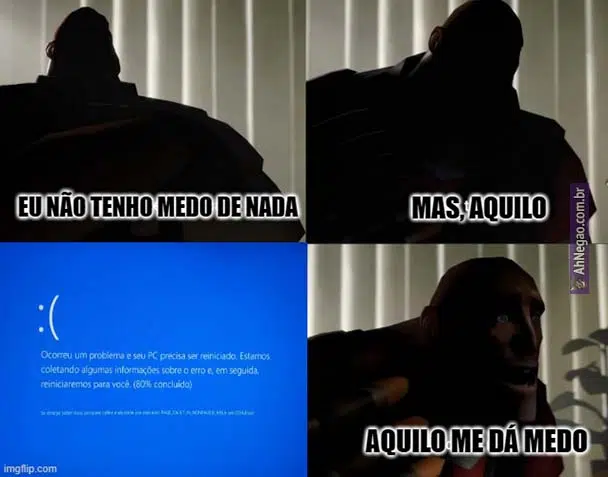 EU NÃO TENHO MEDO DE NADA
MAS, AQUILO
AhNegao.com.br
:(
Ocorreu um problema e seu PC precisa ser reiniciado. Estamos
coletando algumas informações sobre o erro e, em seguida,
reiniciaremos para você. (80% concluído)
AQUILO ME DÁ MEDO
imgflip.com